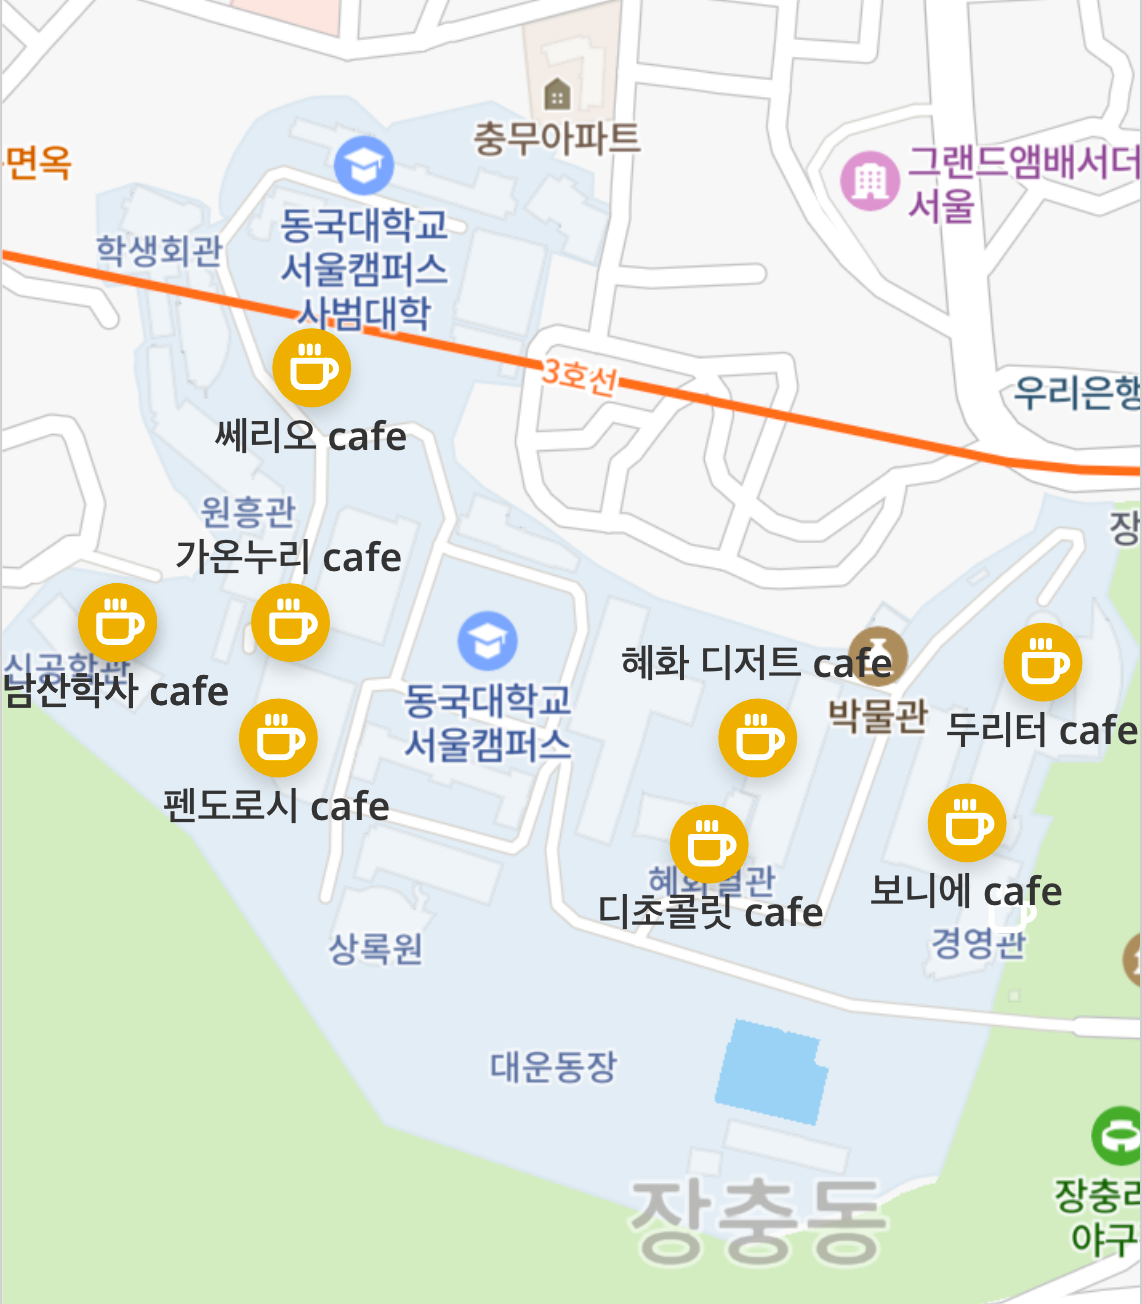 충무아파트
면옥
그랜드앰배서더
서울
동국대학교
서울캠퍼스
사범대학
학생회관
3호선
우리은행
쎄리오 cafe
원흥관
장
가온누리 cafe
신공학관
남산학사 cafe
동국대학교
서울캠퍼스
혜화 디저트 cafe
박물관
두리터 cafe
펜도로시 cafe
혜화별관
디초콜릿 cafe
보니에 cafe
경영관
상록원
대운동장
장충동
장충리
야구